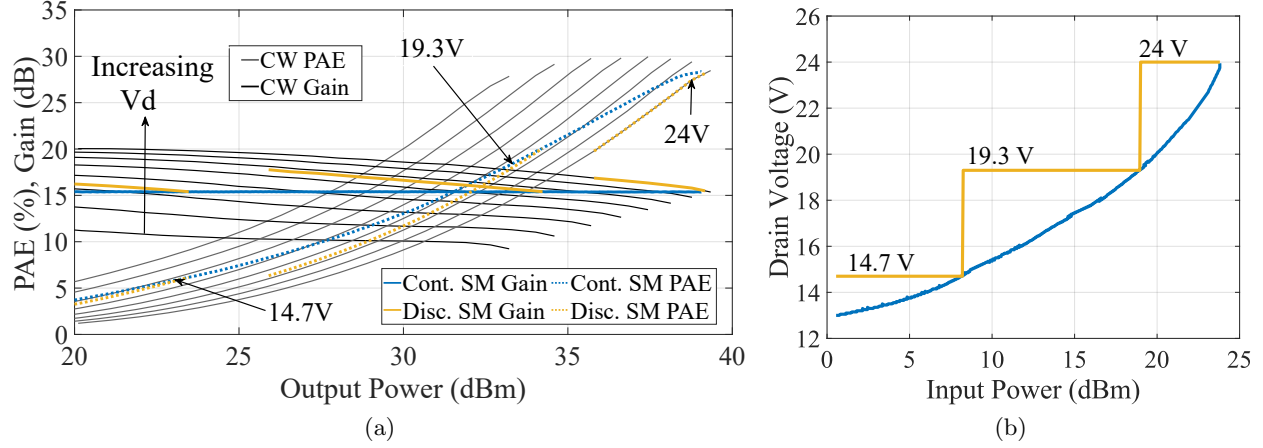 35
30
25
20
15
10
5
0
PAE (%), Gain (dB)
20
25
30
35
40
Output Power (dBm)
Increasing
Vd
CW PAE
CW Gain
19.3V
24V
14.7V
Cont. SM Gain
Cont. SM PAE
Disc. SM Gain
Disc. SM PAE
(a)
26
24
22
20
18
16
14
12
Drain Voltage (V)
24 V
19.3 V
14.7 V
0
5
10
15
20
25
Input Power (dBm)
(b)